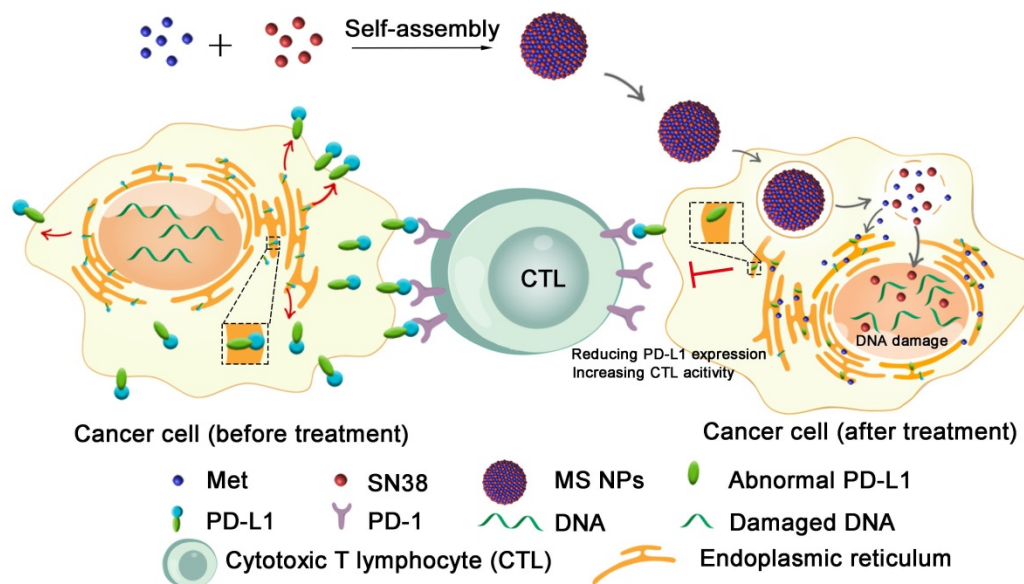 + Self-assembly
CTL
DNA damage
Reducing PD-L1 expression
Increasing CTL acitivity
Cancer cell (before treatment)
Cancer cell (after treatment)
Met
SN38
MS NPs
Abnormal PD-L1
PD-L1
PD-1
DNA
Damaged DNA
Cytotoxic T lymphocyte (CTL)
Endoplasmic reticulum